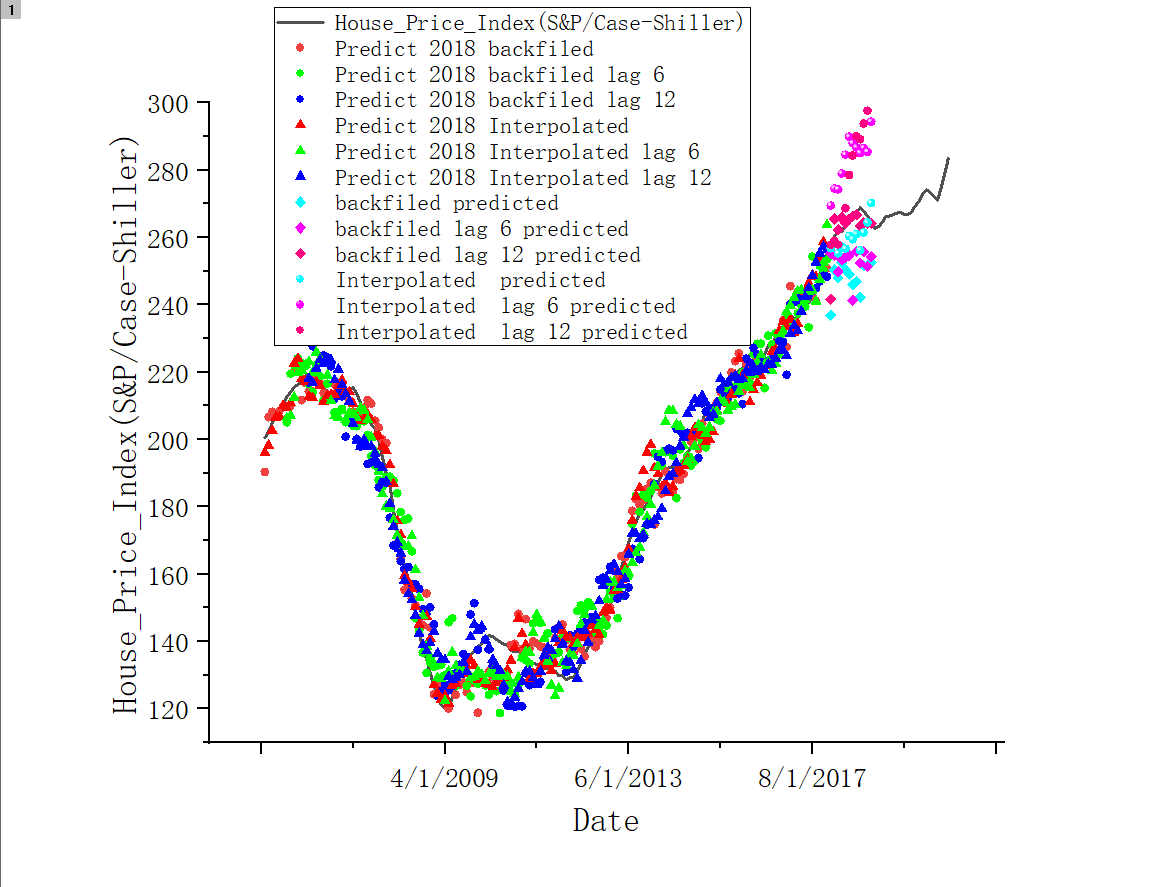 1
House_Price_Index(S&P/Case-Shiller)
Predict 2018 backfiled
Predict 2018 backfiled lag 6
Predict 2018 backfiled lag 12
Predict 2018 Interpolated
Predict 2018 Interpolated lag 6
Predict 2018 Interpolated lag 12
backfiled predicted
backfiled lag 6 predicted
backfiled lag 12 predicted
Interpolated  predicted
Interpolated  lag 6 predicted
Interpolated  lag 12 predicted
House_Price_Index(S&P/Case-Shiller)
300
280
260
240
220
200
180
160
140
120
4/1/2009 6/1/2013 8/1/2017
Date